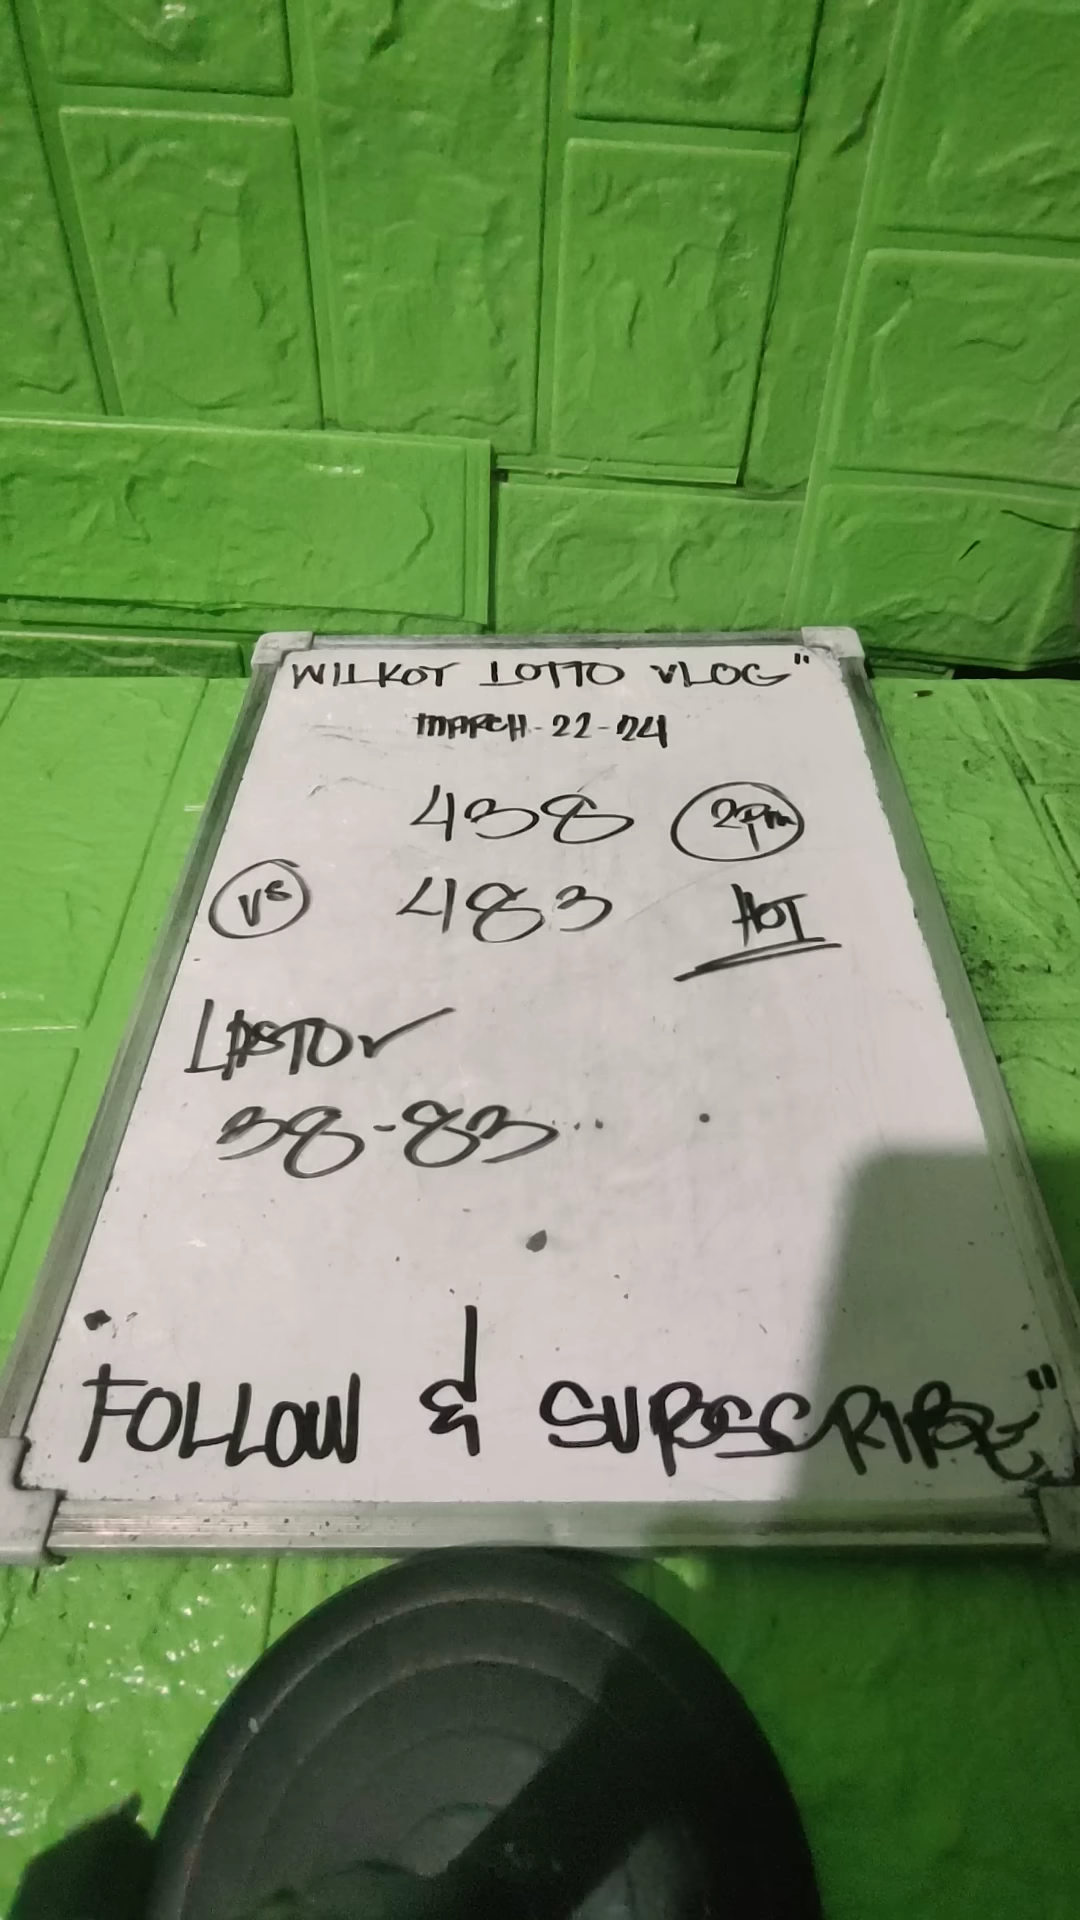 WILKOT LOTTO VLOG"
MARCH-22-24
438 2pm
VS 483 HOT
LASTO ✓
38-83...
"FOLLOW & SUBSCRIBE"